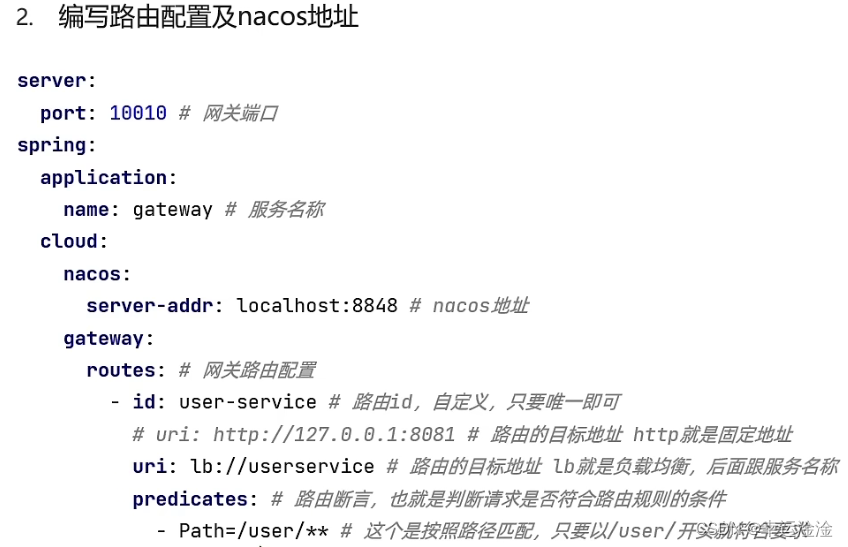 2. 编写路由配置及nacos地址
server:
  port: 10010 # 网关端口
spring:
  application:
    name: gateway # 服务名称
  cloud:
    nacos:
      server-addr: localhost:8848 # nacos地址
    gateway:
      routes: # 网关路由配置
        - id: user-service # 路由id，自定义，只要唯一即可
          # uri: http://127.0.0.1:8081 # 路由的目标地址 http就是固定地址
          uri: lb://userservice # 路由的目标地址 lb就是负载均衡，后面跟服务名称
          predicates: # 路由断言，也就是判断请求是否符合路由规则的条件
            - Path=/user/** # 这个是按照路径匹配，只要以/user/开头就符合要求